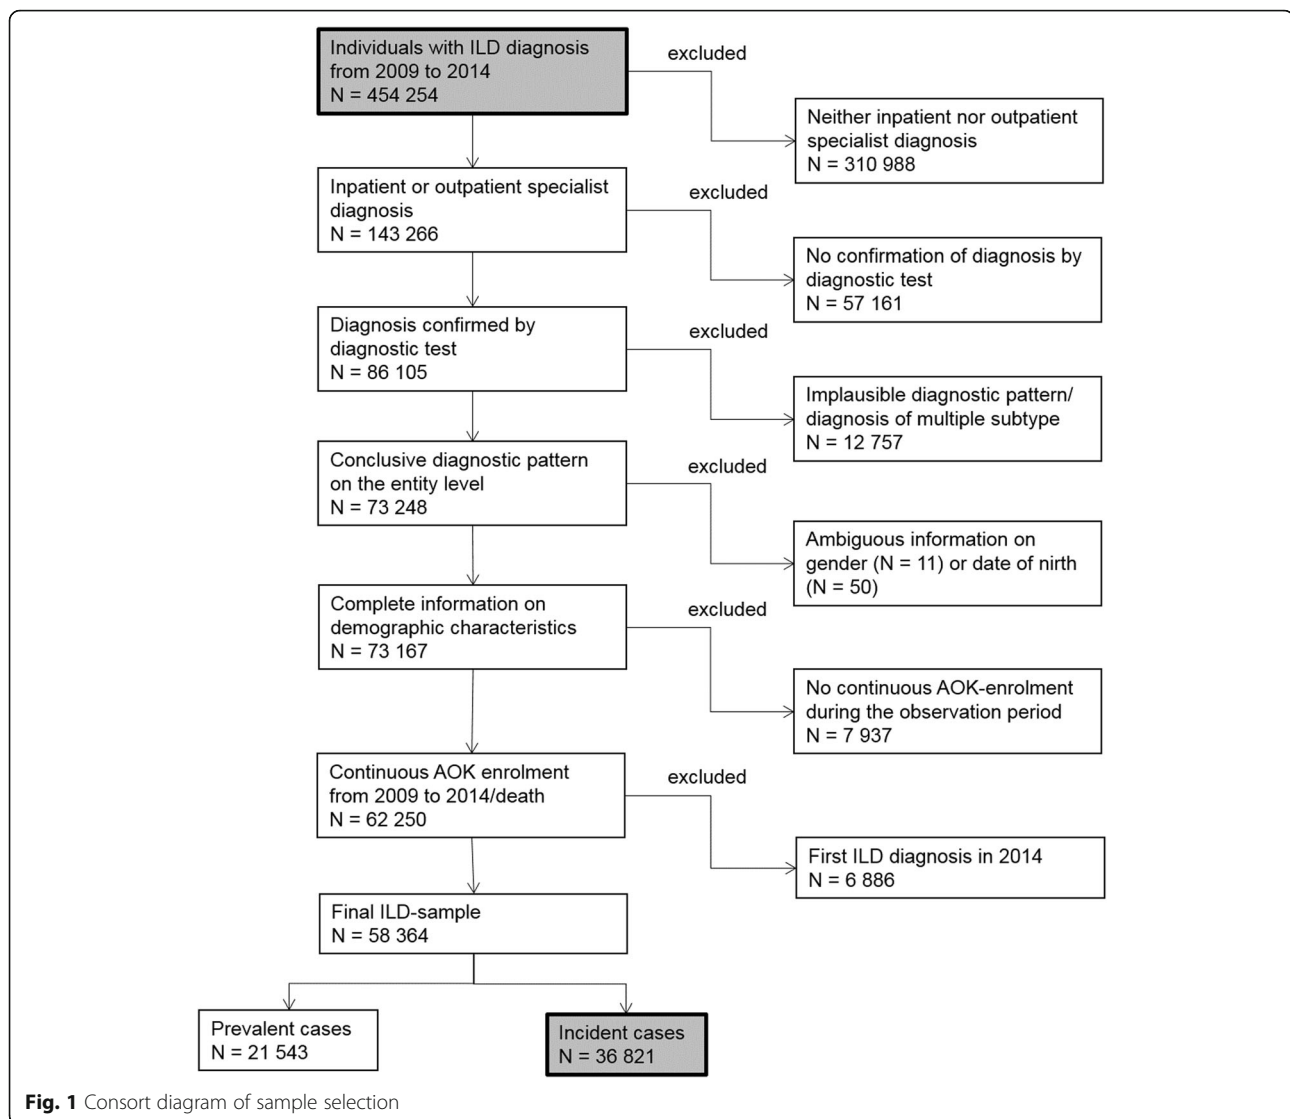 Individuals with ILD diagnosis
from 2009 to 2014
N = 454 254
excluded
Neither inpatient nor outpatient
specialist diagnosis
N = 310 988
Inpatient or outpatient specialist
diagnosis
N = 143 266
excluded
No confirmation of diagnosis by
diagnostic test
N = 57 161
Diagnosis confirmed by
diagnostic test
N = 86 105
excluded
Implausible diagnostic pattern/
diagnosis of multiple subtype
N = 12 757
Conclusive diagnostic pattern
on the entity level
N = 73 248
excluded
Ambiguous information on
gender (N = 11) or date of nirth
(N = 50)
Complete information on
demographic characteristics
N = 73 167
excluded
No continuous AOK-enrolment
during the observation period
N = 7 937
Continuous AOK enrolment
from 2009 to 2014/death
N = 62 250
excluded
First ILD diagnosis in 2014
N = 6 886
Final ILD-sample
N = 58 364
Prevalent cases
N = 21 543
Incident cases
N = 36 821
Fig. 1 Consort diagram of sample selection